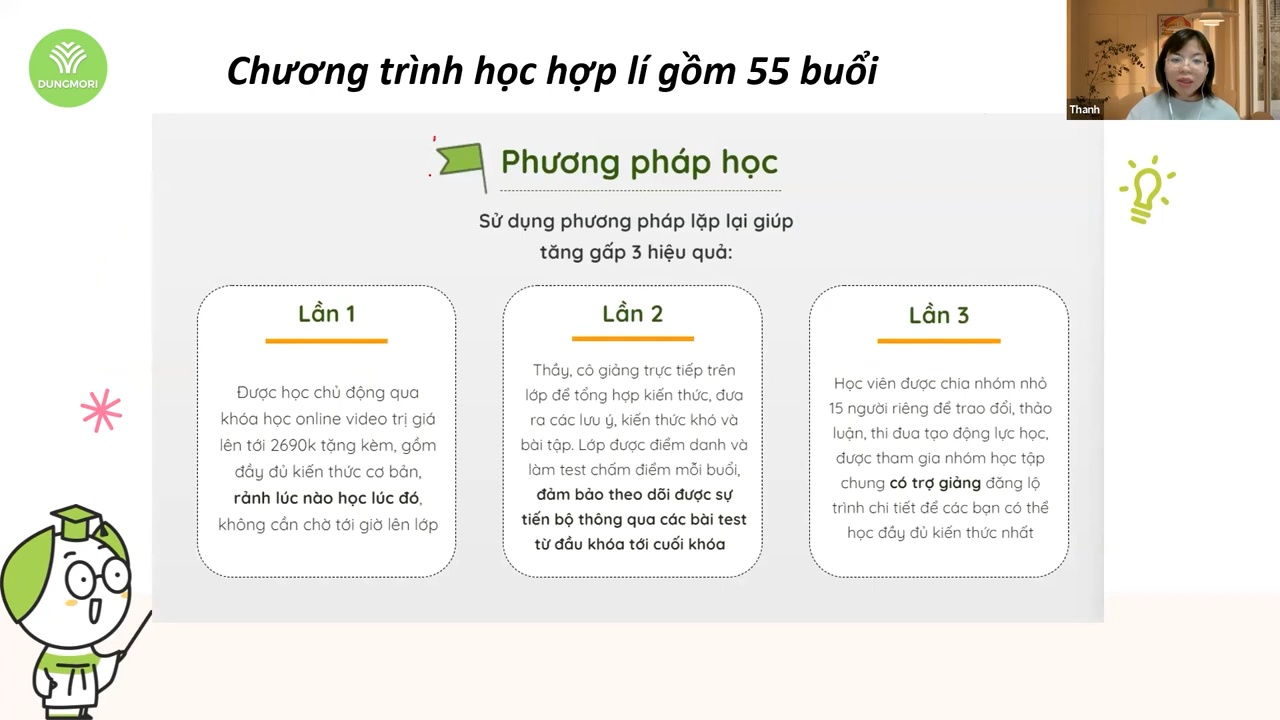 DUNGMORI
Chương trình học hợp lí gồm 55 buổi
Thanh
Phương pháp học
Sử dụng phương pháp lặp lại giúp
tăng gấp 3 hiệu quả:
Lần 1
Được học chủ động qua
khóa học online video trị giá
lên tới 2690k tặng kèm, gồm
đầy đủ kiến thức cơ bản,
rảnh lúc nào học lúc đó,
không cần chờ tới giờ lên lớp
Lần 2
Thầy, cô giảng trực tiếp trên
lớp để tổng hợp kiến thức, đưa
ra các lưu ý, kiến thức khó và
bài tập. Lớp được điểm danh và
làm test chấm điểm mỗi buổi,
đảm bảo theo dõi được sự
tiến bộ thông qua các bài test
từ đầu khóa tới cuối khóa
Lần 3
Học viên được chia nhóm nhỏ
15 người riêng để trao đổi, thảo
luận, thi đua tạo động lực học,
được tham gia nhóm học tập
chung có trợ giảng đăng lộ
trình chi tiết để các bạn có thể
học đầy đủ kiến thức nhất